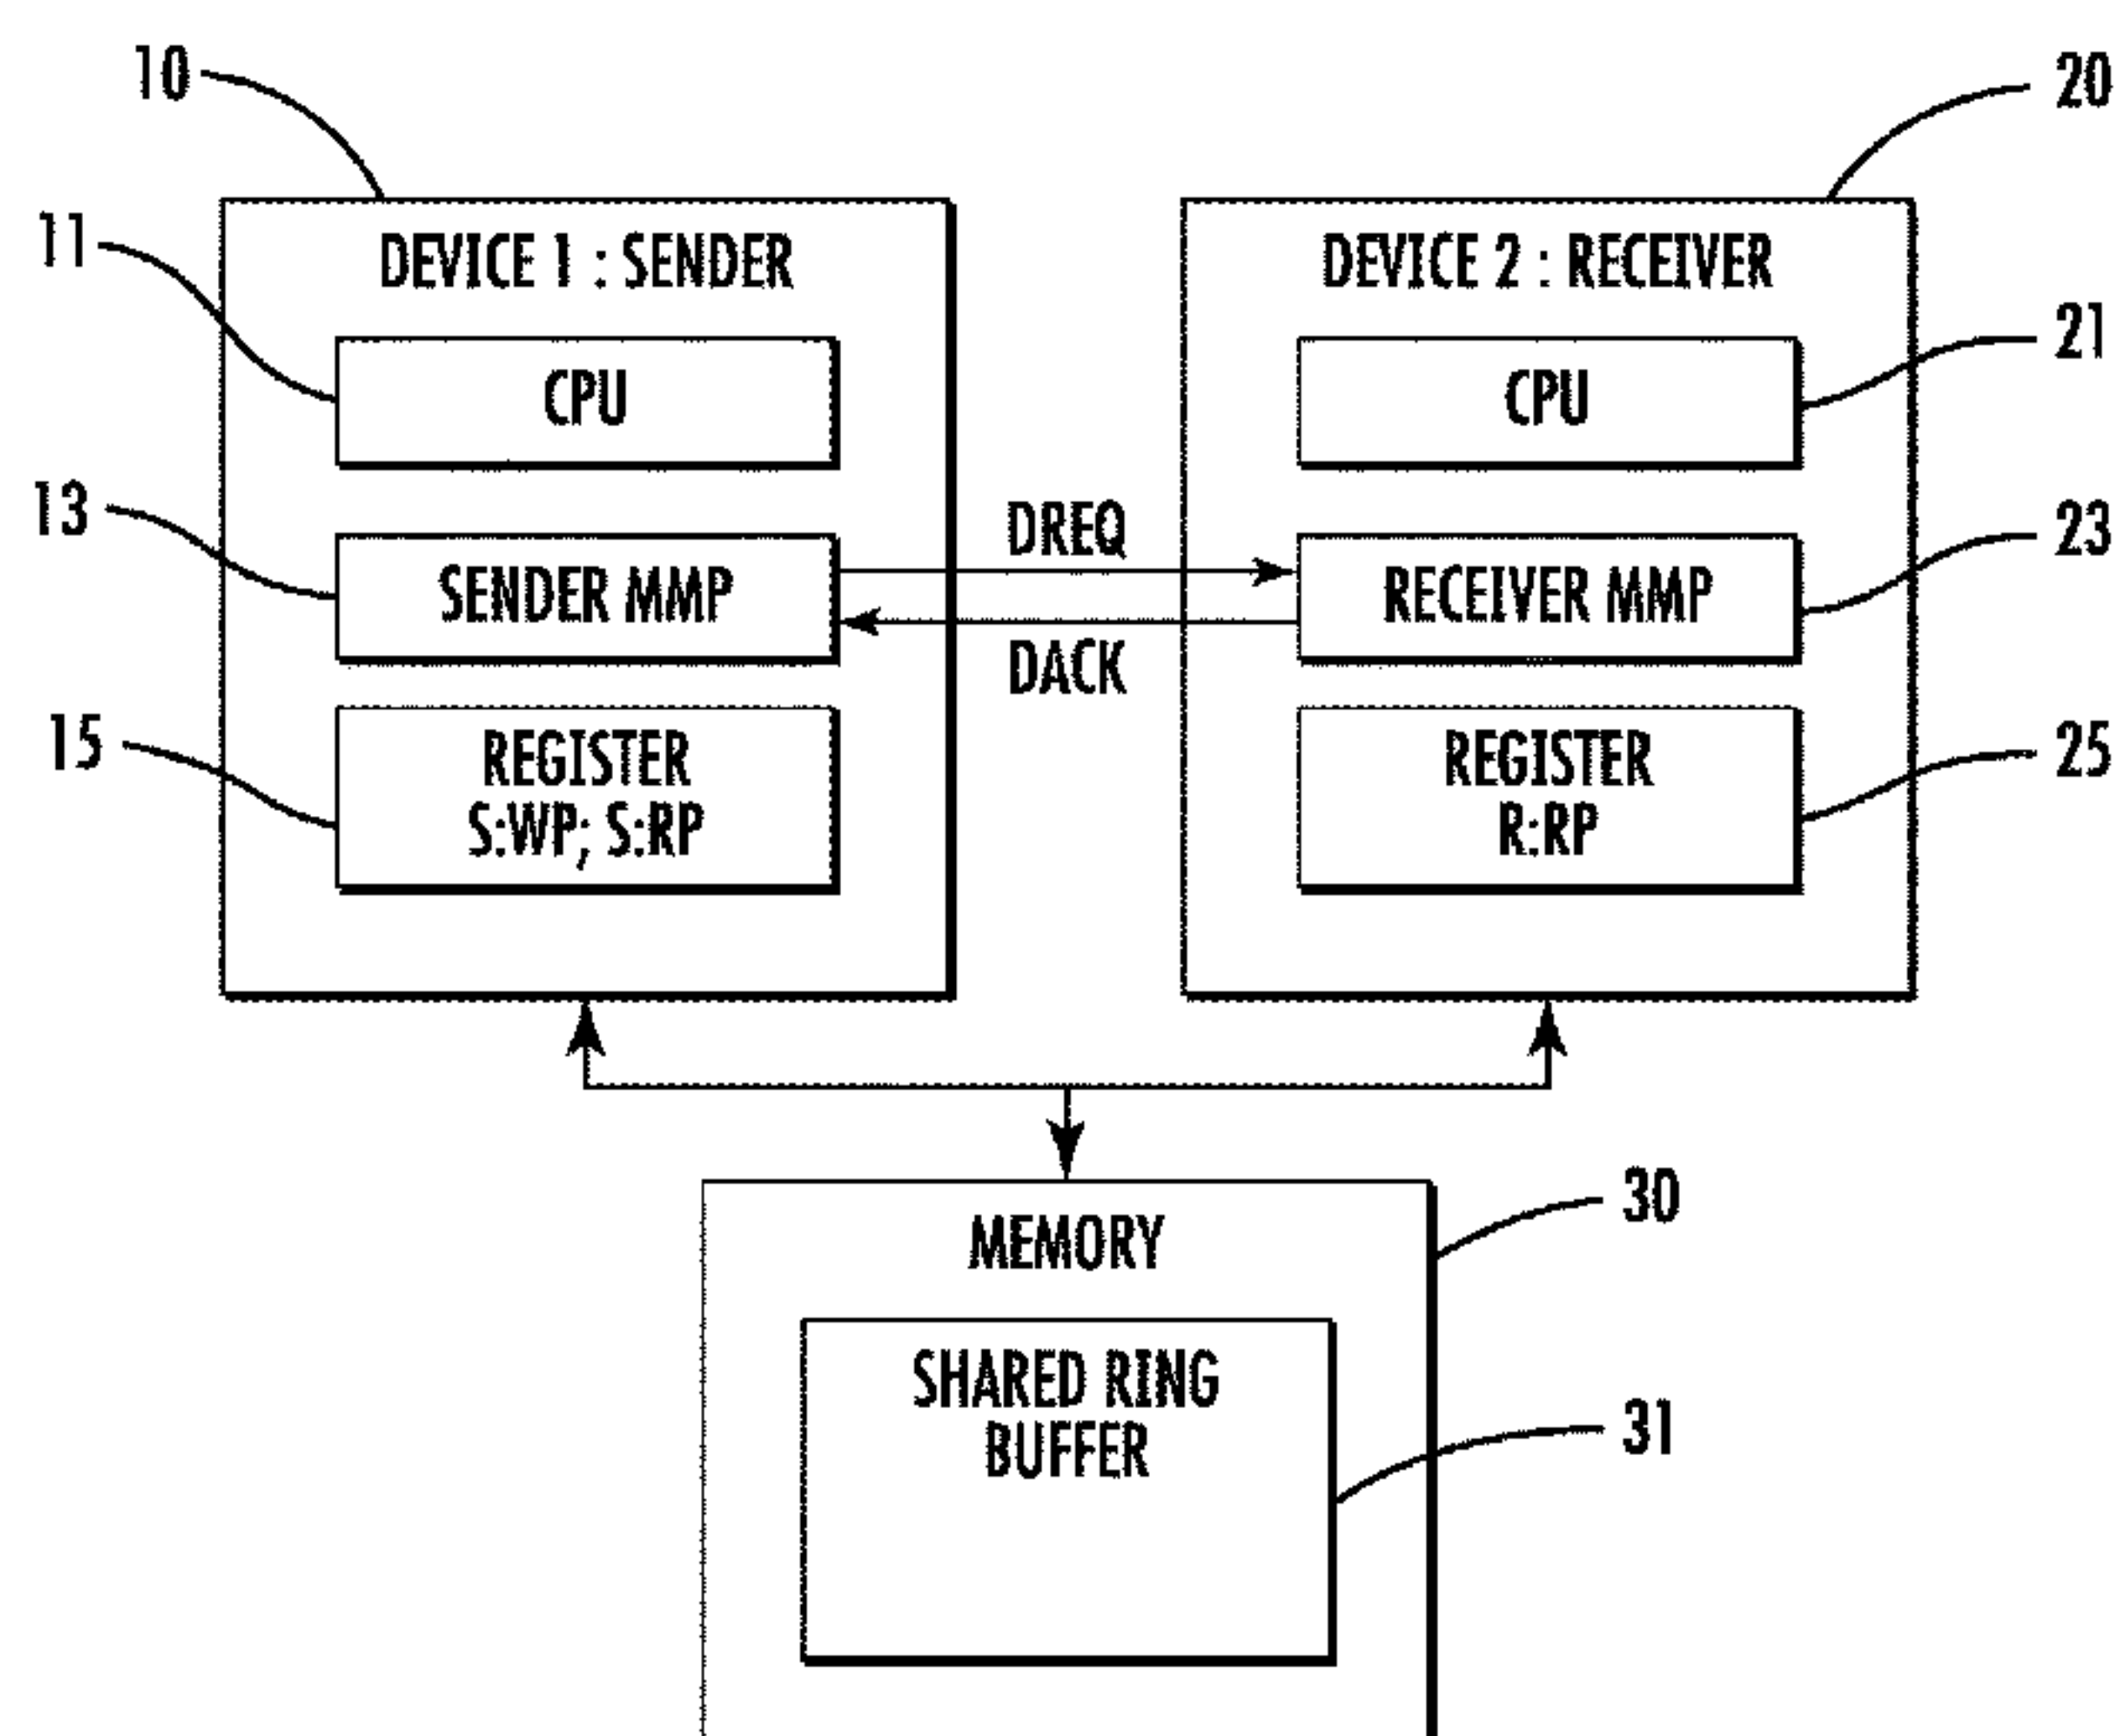 10
20
11
DEVICE 1 : SENDER
DEVICE 2 : RECEIVER
21
CPU
CPU
13
DREQ
23
SENDER MMP
RECEIVER MMP
DACK
15
REGISTER
S:WP; S:RP
REGISTER
R:RP
25
30
MEMORY
SHARED RING
BUFFER
31